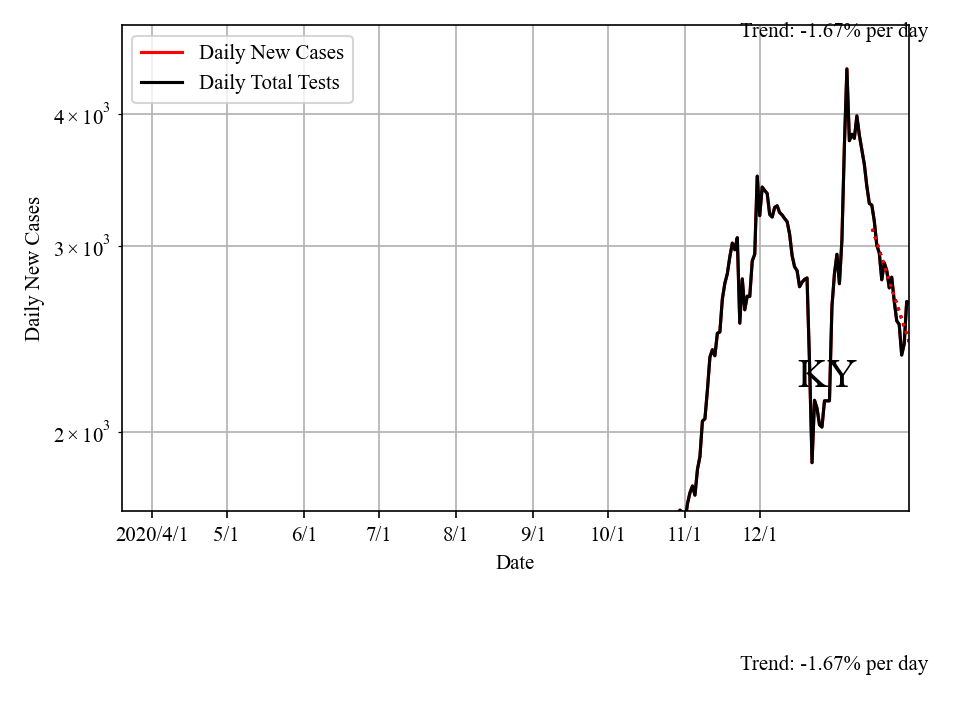 Trend: -1.67% per day
Daily New Cases
Daily Total Tests
4 × 10³
3 × 10³
2 × 10³
Daily New Cases
KY
2020/4/1 5/1 6/1 7/1 8/1 9/1 10/1 11/1 12/1
Date
Trend: -1.67% per day